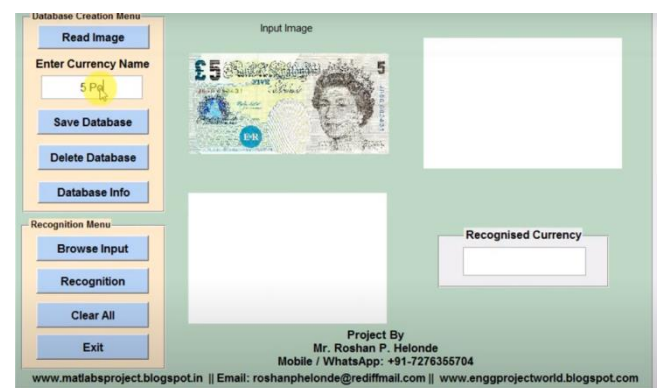 Database Creation Menu
Read Image
Enter Currency Name
5 Po
Save Database
Delete Database
Database Info
Recognition Menu
Browse Input
Recognition
Clear All
Exit
Input Image
£5
5
FIVE
E R
Recognised Currency
Project By
Mr. Roshan P. Helonde
Mobile / WhatsApp: +91-7276355704
www.matlabsproject.blogspot.in || Email: roshanphelonde@rediffmail.com || www.enggprojectworld.blogspot.com